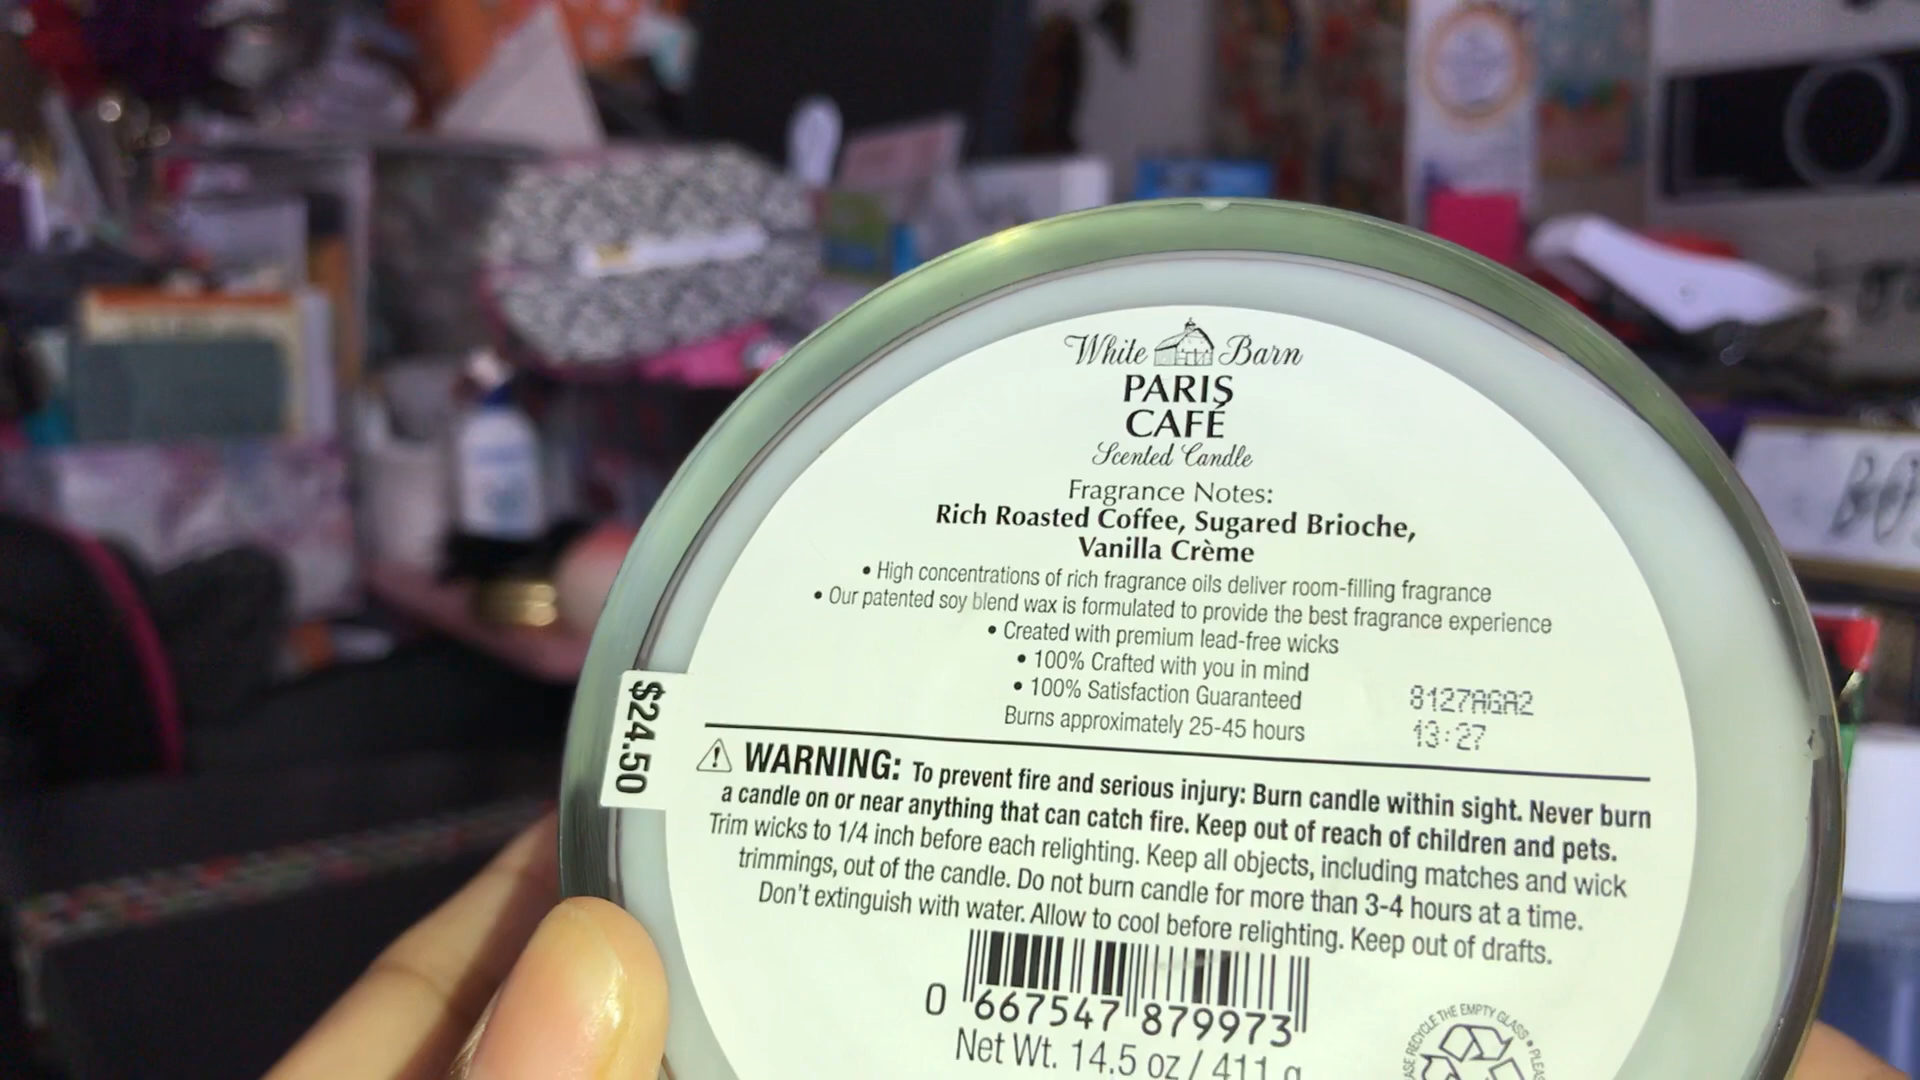 White Barn
PARIS
CAFÉ
Scented Candle
Fragrance Notes:
Rich Roasted Coffee, Sugared Brioche,
Vanilla Crème
• High concentrations of rich fragrance oils deliver room-filling fragrance
• Our patented soy blend wax is formulated to provide the best fragrance experience
• Created with premium lead-free wicks
• 100% Crafted with you in mind
• 100% Satisfaction Guaranteed
Burns approximately 25-45 hours
8127AGA2
13:27
$24.50
⚠ WARNING: To prevent fire and serious injury: Burn candle within sight. Never burn
a candle on or near anything that can catch fire. Keep out of reach of children and pets.
Trim wicks to 1/4 inch before each relighting. Keep all objects, including matches and wick
trimmings, out of the candle. Do not burn candle for more than 3-4 hours at a time.
Don't extinguish with water. Allow to cool before relighting. Keep out of drafts.
0 667547 879973
Net Wt. 14.5 oz / 411 g
RECYCLE THE EMPTY GLASS •